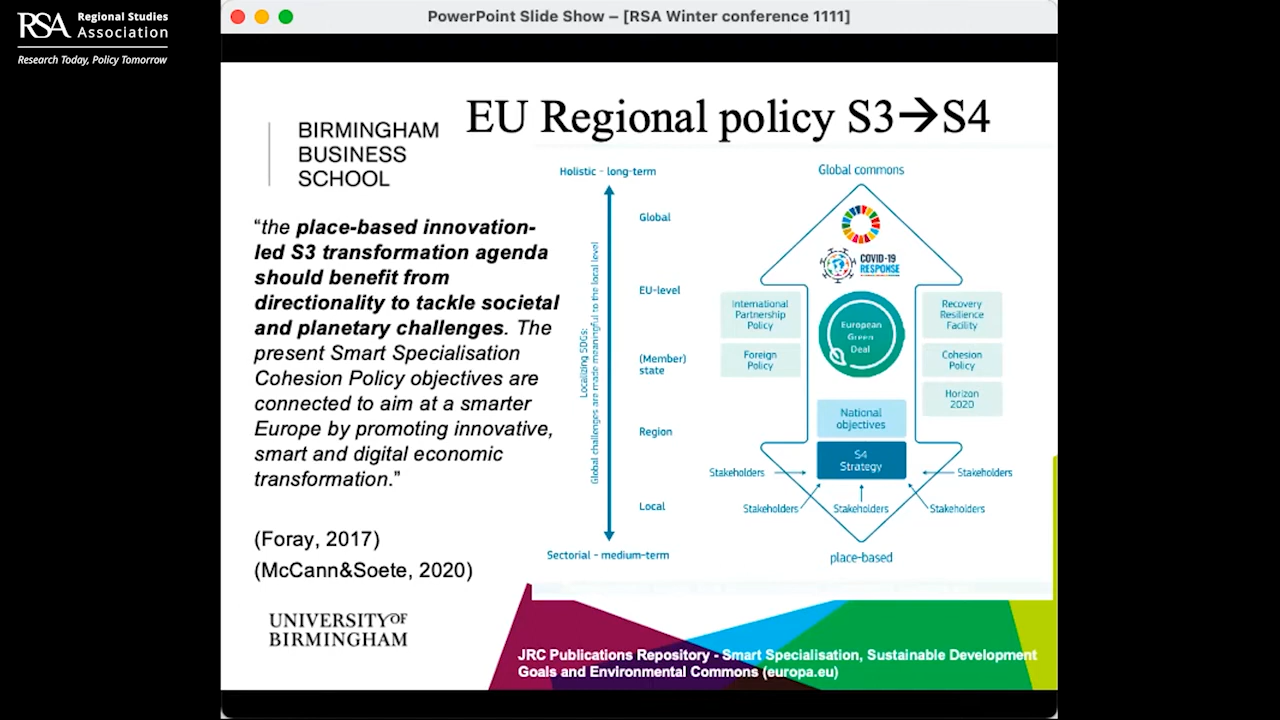 RSA Regional Studies Association
Research Today, Policy Tomorrow
PowerPoint Slide Show – [RSA Winter conference 1111]
BIRMINGHAM
BUSINESS
SCHOOL
EU Regional policy S3→S4
“the place-based innovation-
led S3 transformation agenda
should benefit from
directionality to tackle societal
and planetary challenges. The
present Smart Specialisation
Cohesion Policy objectives are
connected to aim at a smarter
Europe by promoting innovative,
smart and digital economic
transformation.”
(Foray, 2017)
(McCann&Soete, 2020)
UNIVERSITY OF
BIRMINGHAM
Holistic - long-term
Localizing SDGs:
Global challenges are made meaningful to the local level
Global
EU-level
(Member)
state
Region
Local
Sectorial - medium-term
Global commons
COVID-19
RESPONSE
International
Partnership
Policy
Foreign
Policy
European
Green
Deal
Recovery
Resilience
Facility
Cohesion
Policy
Horizon
2020
National
objectives
S4
Strategy
Stakeholders
Stakeholders
Stakeholders
Stakeholders
Stakeholders
place-based
JRC Publications Repository - Smart Specialisation, Sustainable Development
Goals and Environmental Commons (europa.eu)